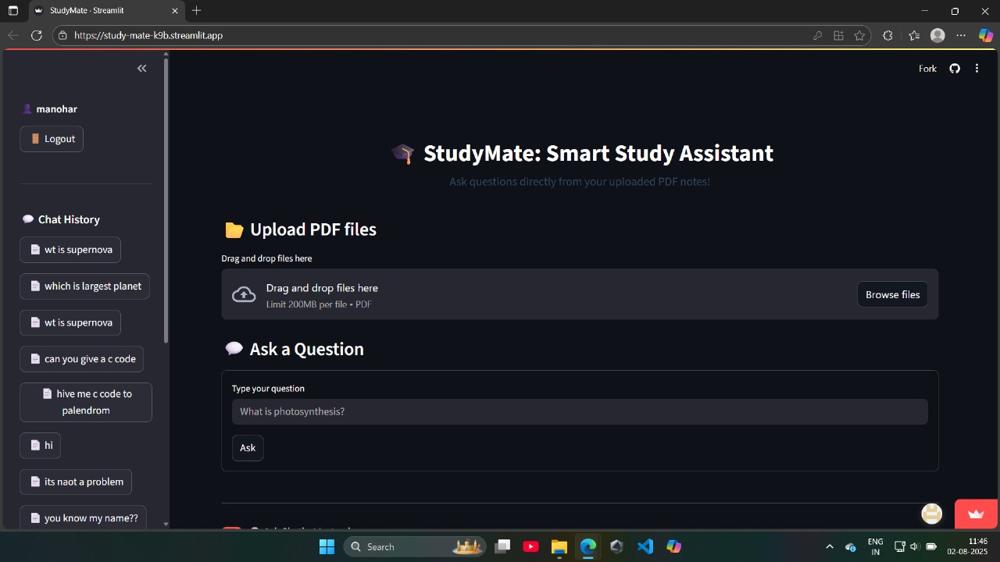 StudyMate · Streamlit
https://study-mate-k9b.streamlit.app
Fork
manohar
Logout
Chat History
wt is supernova
which is largest planet
wt is supernova
can you give a c code
hive me c code to
palendrom
hi
its naot a problem
you know my name??
StudyMate: Smart Study Assistant
Ask questions directly from your uploaded PDF notes!
Upload PDF files
Drag and drop files here
Drag and drop files here
Limit 200MB per file • PDF
Browse files
Ask a Question
Type your question
What is photosynthesis?
Ask
Search
ENG
IN
11:46
02-08-2025